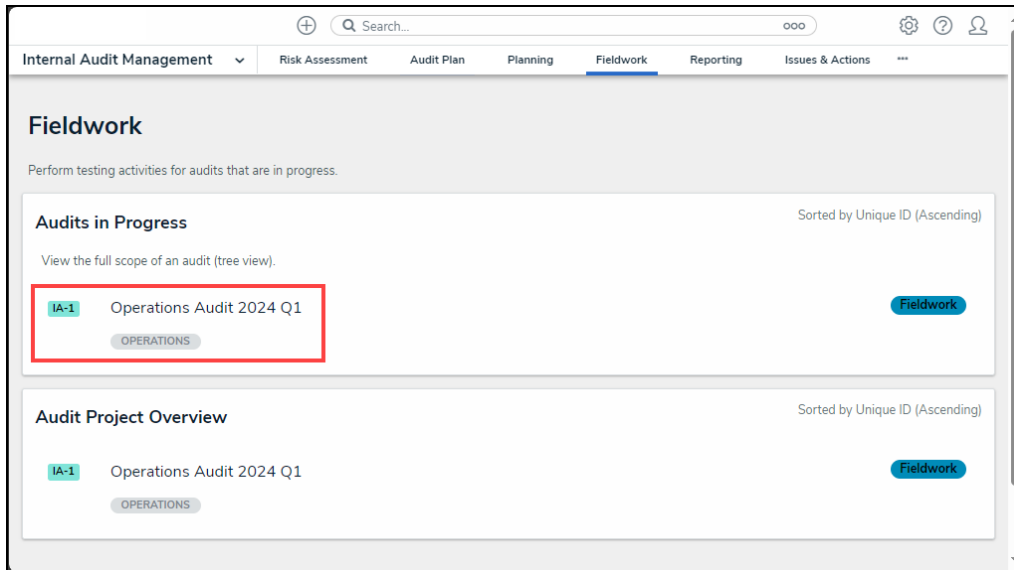 Search...
Internal Audit Management Risk Assessment Audit Plan Planning Fieldwork Reporting Issues & Actions
Fieldwork
Perform testing activities for audits that are in progress.
Audits in Progress Sorted by Unique ID (Ascending)
View the full scope of an audit (tree view).
IA-1 Operations Audit 2024 Q1 Fieldwork
OPERATIONS
Audit Project Overview Sorted by Unique ID (Ascending)
IA-1 Operations Audit 2024 Q1 Fieldwork
OPERATIONS